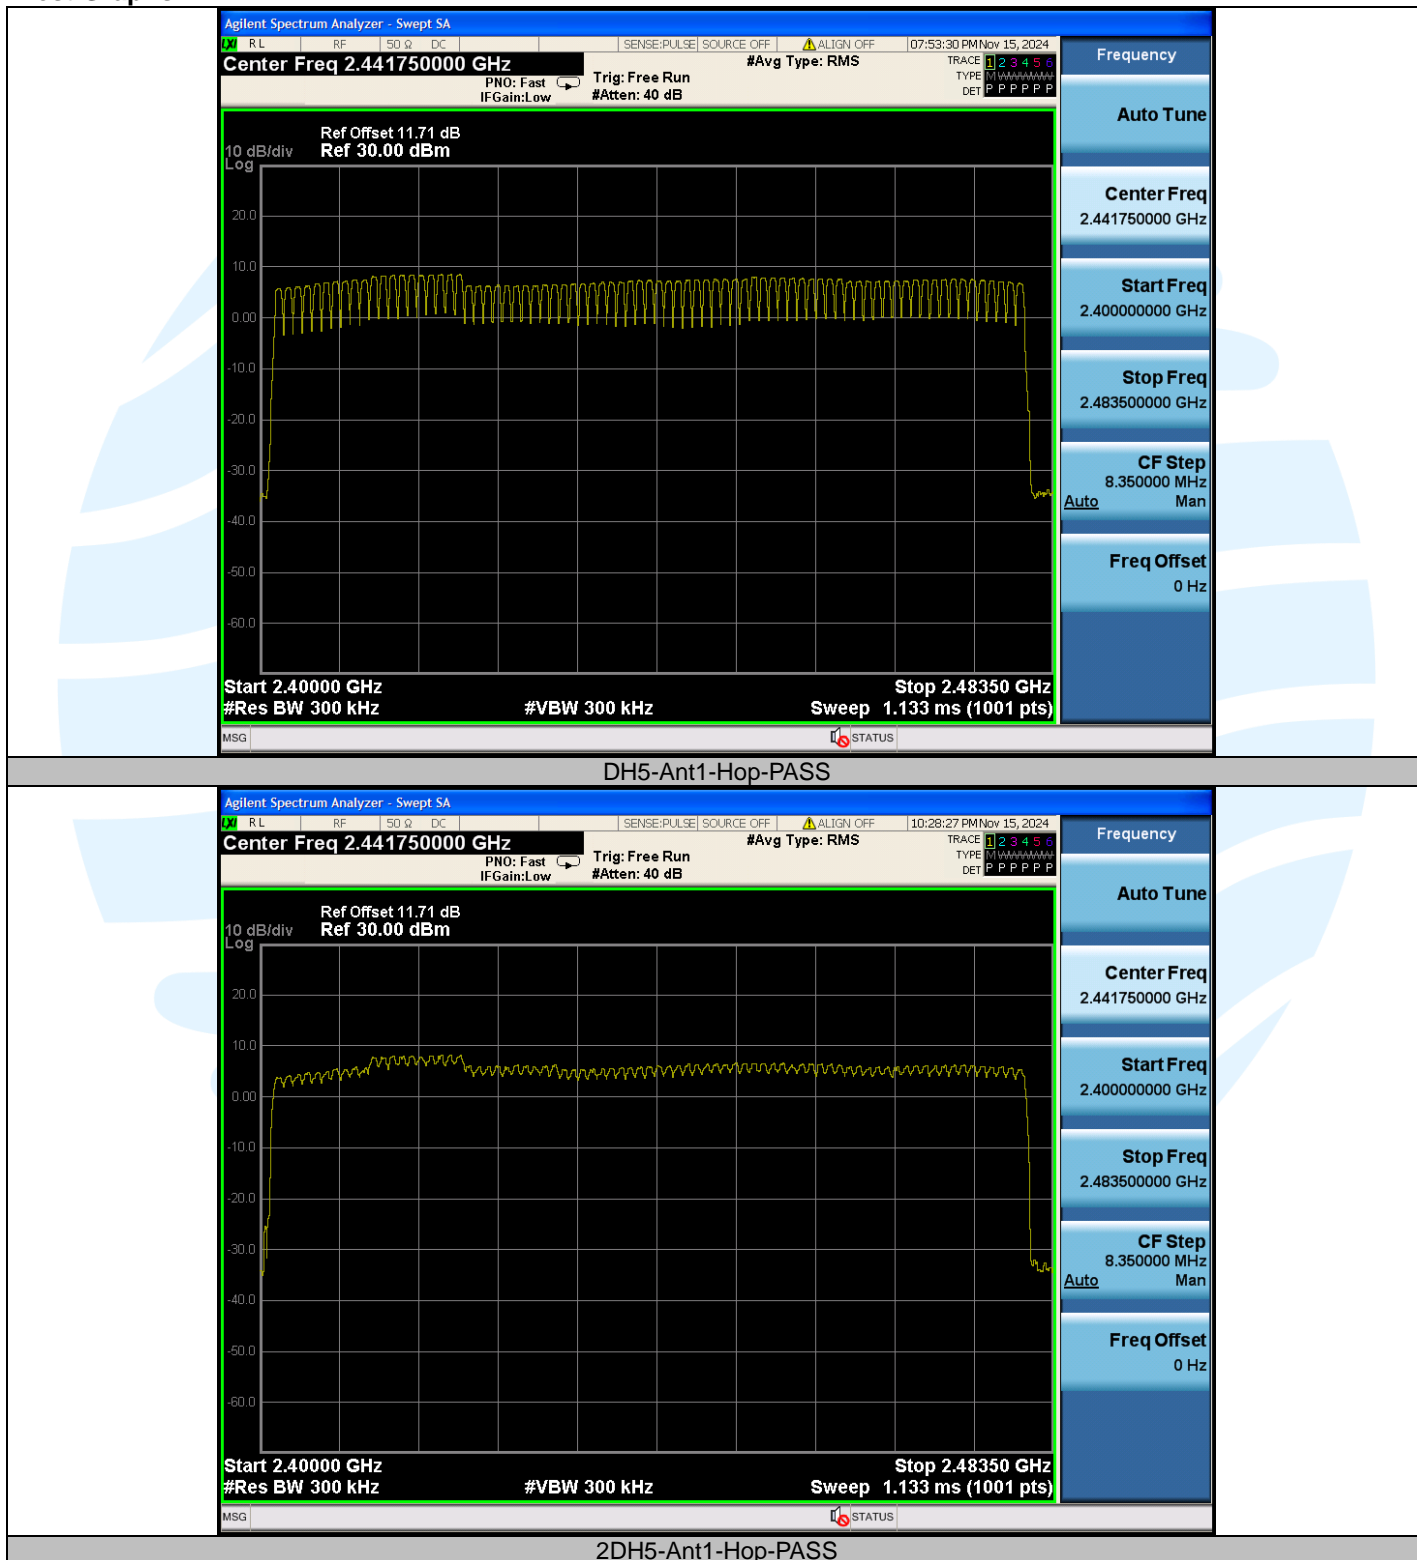 Agilent Spectrum Analyzer - Swept SA
LXI RL RF 50 Ω DC SENSE:PULSE SOURCE OFF ALIGN OFF 07:53:30 PM Nov 15, 2024
Center Freq 2.441750000 GHz #Avg Type: RMS TRACE 1 2 3 4 5 6
PNO: Fast Trig: Free Run TYPE M WWWWW
IFGain:Low #Atten: 40 dB DET P P P P P P
Frequency
Auto Tune
Center Freq
2.441750000 GHz
Start Freq
2.400000000 GHz
Stop Freq
2.483500000 GHz
CF Step
8.350000 MHz
Auto Man
Freq Offset
0 Hz
Ref Offset 11.71 dB
10 dB/div Ref 30.00 dBm
Log
20.0
10.0
0.00
-10.0
-20.0
-30.0
-40.0
-50.0
-60.0
Start 2.40000 GHz Stop 2.48350 GHz
#Res BW 300 kHz #VBW 300 kHz Sweep 1.133 ms (1001 pts)
MSG STATUS
DH5-Ant1-Hop-PASS
Agilent Spectrum Analyzer - Swept SA
LXI RL RF 50 Ω DC SENSE:PULSE SOURCE OFF ALIGN OFF 10:28:27 PM Nov 15, 2024
Center Freq 2.441750000 GHz #Avg Type: RMS TRACE 1 2 3 4 5 6
PNO: Fast Trig: Free Run TYPE M WWWWW
IFGain:Low #Atten: 40 dB DET P P P P P P
Frequency
Auto Tune
Center Freq
2.441750000 GHz
Start Freq
2.400000000 GHz
Stop Freq
2.483500000 GHz
CF Step
8.350000 MHz
Auto Man
Freq Offset
0 Hz
Ref Offset 11.71 dB
10 dB/div Ref 30.00 dBm
Log
20.0
10.0
0.00
-10.0
-20.0
-30.0
-40.0
-50.0
-60.0
Start 2.40000 GHz Stop 2.48350 GHz
#Res BW 300 kHz #VBW 300 kHz Sweep 1.133 ms (1001 pts)
MSG STATUS
2DH5-Ant1-Hop-PASS